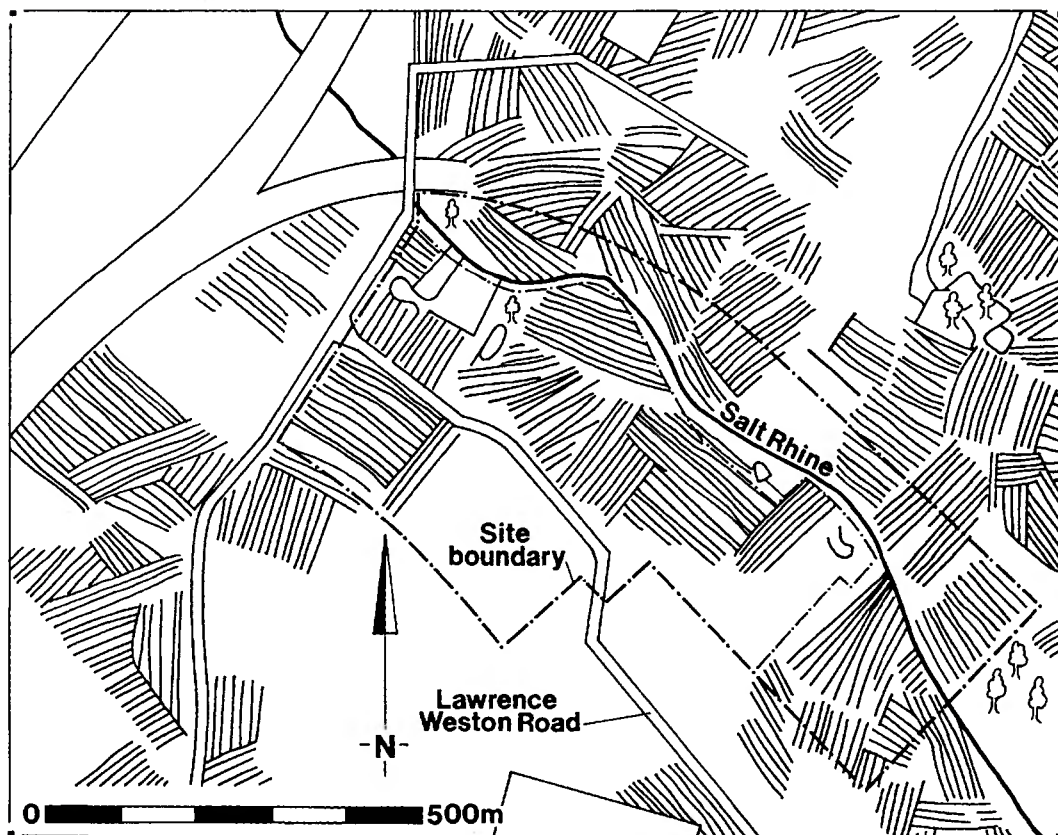 Salt Rhine
Site
boundary
Lawrence
Weston Road
-N-
0 500m